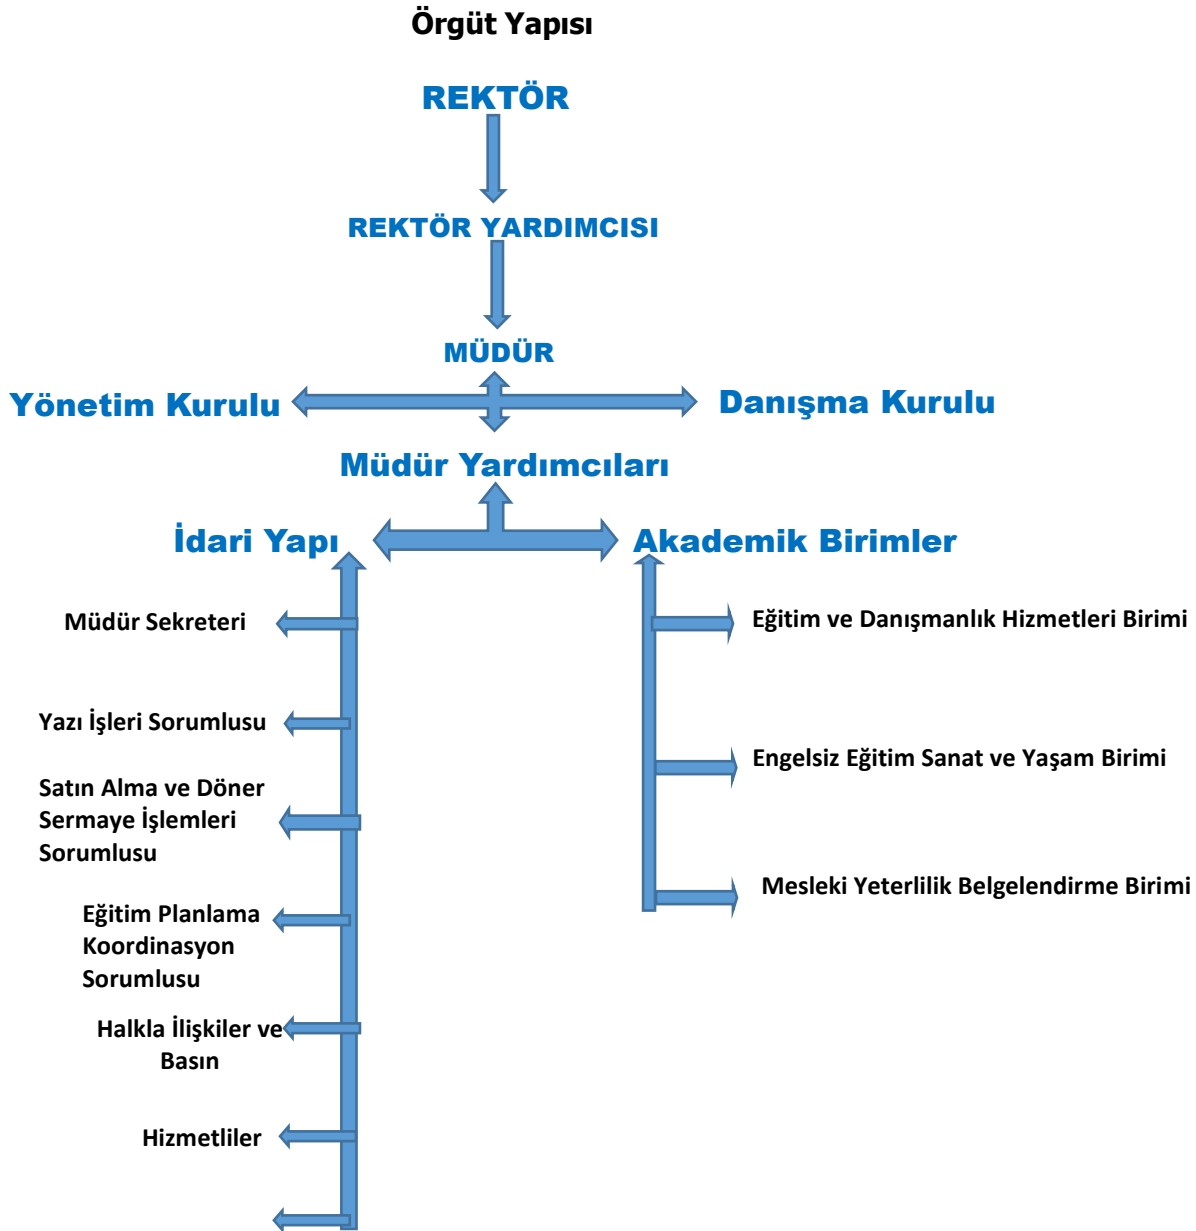 Örgüt Yapısı
REKTÖR
REKTÖR YARDIMCISI
MÜDÜR
Yönetim Kurulu
Danışma Kurulu
Müdür Yardımcıları
İdari Yapı
Akademik Birimler
Müdür Sekreteri
Yazı İşleri Sorumlusu
Satın Alma ve Döner
Sermaye İşlemleri
Sorumlusu
Eğitim Planlama
Koordinasyon
Sorumlusu
Halkla İlişkiler ve
Basın
Hizmetliler
Eğitim ve Danışmanlık Hizmetleri Birimi
Engelsiz Eğitim Sanat ve Yaşam Birimi
Mesleki Yeterlilik Belgelendirme Birimi